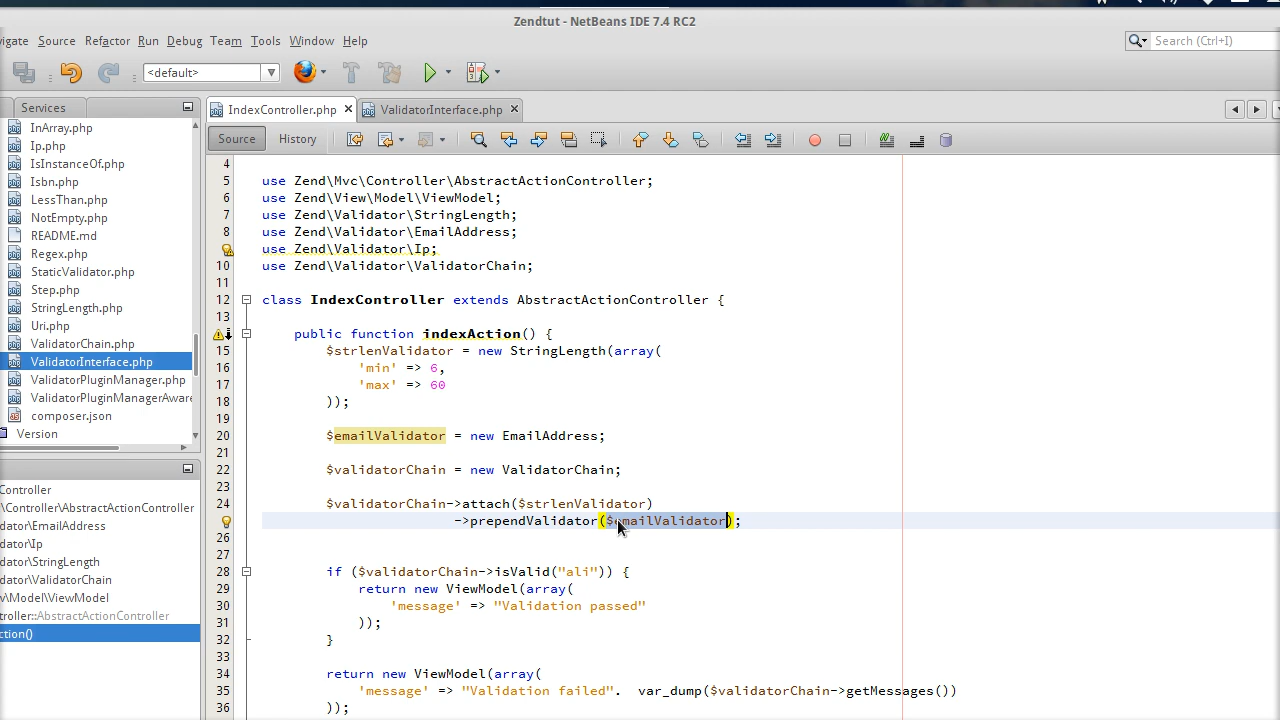 Zendtut - NetBeans IDE 7.4 RC2
vigate Source Refactor Run Debug Team Tools Window Help
Search (Ctrl+I)
<default>
Services
IndexController.php
ValidatorInterface.php
Source History
InArray.php
Ip.php
IsInstanceOf.php
Isbn.php
LessThan.php
NotEmpty.php
README.md
Regex.php
StaticValidator.php
Step.php
StringLength.php
Uri.php
ValidatorChain.php
ValidatorInterface.php
ValidatorPluginManager.php
ValidatorPluginManagerAware
composer.json
Version
Controller
\Controller\AbstractActionController
dator\EmailAddress
dator\Ip
dator\StringLength
dator\ValidatorChain
v\Model\ViewModel
troller::AbstractActionController
ction()
4
5 use Zend\Mvc\Controller\AbstractActionController;
6 use Zend\View\Model\ViewModel;
7 use Zend\Validator\StringLength;
8 use Zend\Validator\EmailAddress;
use Zend\Validator\Ip;
10 use Zend\Validator\ValidatorChain;
11
12 class IndexController extends AbstractActionController {
13
public function indexAction() {
15 $strlenValidator = new StringLength(array(
16 'min' => 6,
17 'max' => 60
18 ));
19
20 $emailValidator = new EmailAddress;
21
22 $validatorChain = new ValidatorChain;
23
24 $validatorChain->attach($strlenValidator)
->prependValidator($emailValidator);
26
27
28 if ($validatorChain->isValid("ali")) {
29 return new ViewModel(array(
30 'message' => "Validation passed"
31 ));
32 }
33
34 return new ViewModel(array(
35 'message' => "Validation failed". var_dump($validatorChain->getMessages())
36 ));